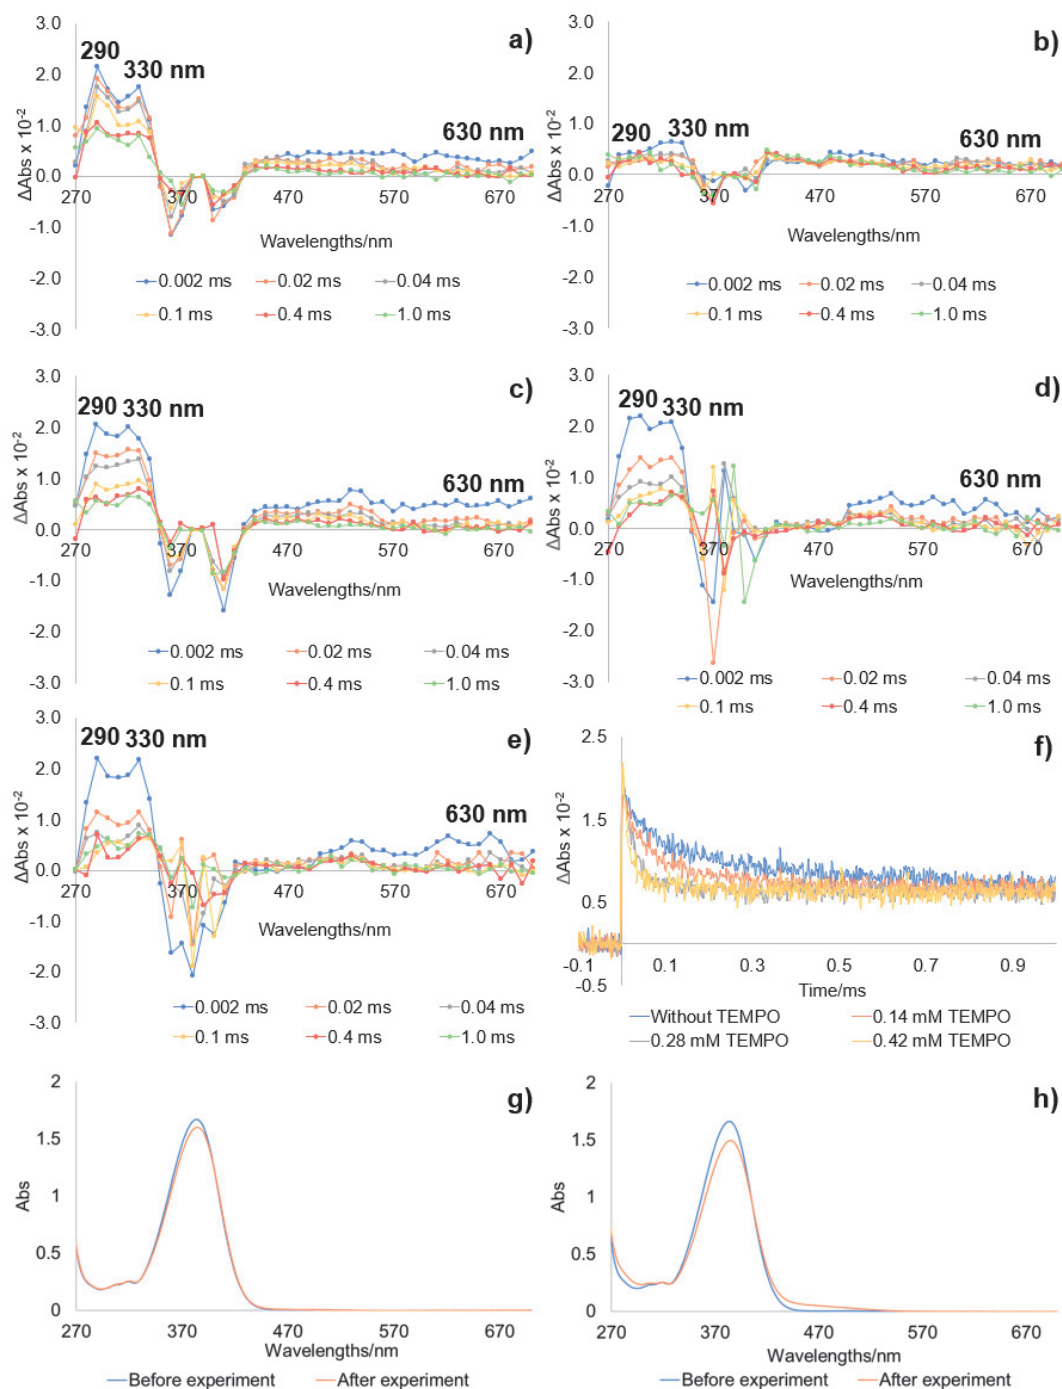 a)
3.0
2.0
1.0
0.0
-1.0
-2.0
-3.0
ΔAbs x 10⁻²
290
330 nm
630 nm
270 370 470 570 670
Wavelengths/nm
0.002 ms 0.02 ms 0.04 ms
0.1 ms 0.4 ms 1.0 ms
b)
3.0
2.0
1.0
0.0
-1.0
-2.0
-3.0
ΔAbs x 10⁻²
290
330 nm
630 nm
270 370 470 570 670
Wavelengths/nm
0.002 ms 0.02 ms 0.04 ms
0.1 ms 0.4 ms 1.0 ms
c)
3.0
2.0
1.0
0.0
-1.0
-2.0
-3.0
ΔAbs x 10⁻²
290 330 nm
630 nm
270 370 470 570 670
Wavelength/nm
0.002 ms 0.02 ms 0.04 ms
0.1 ms 0.4 ms 1.0 ms
d)
3.0
2.0
1.0
0.0
-1.0
-2.0
-3.0
ΔAbs x 10⁻²
290 330 nm
630 nm
270 370 470 570 670
Wavelengths/nm
0.002 ms 0.02 ms 0.04 ms
0.1 ms 0.4 ms 1.0 ms
e)
3.0
2.0
1.0
0.0
-1.0
-2.0
-3.0
ΔAbs x 10⁻²
290 330 nm
630 nm
270 370 470 570 670
Wavelengths/nm
0.002 ms 0.02 ms 0.04 ms
0.1 ms 0.4 ms 1.0 ms
f)
2.5
1.5
0.5
-0.5
ΔAbs x 10⁻²
-0.1 0.1 0.3 0.5 0.7 0.9
Time/ms
Without TEMPO 0.14 mM TEMPO
0.28 mM TEMPO 0.42 mM TEMPO
g)
2
1.5
1
0.5
0
Abs
270 370 470 570 670
Wavelengths/nm
Before experiment After experiment
h)
2
1.5
1
0.5
0
Abs
270 370 470 570 670
Wavelengths/nm
Before experiment After experiment